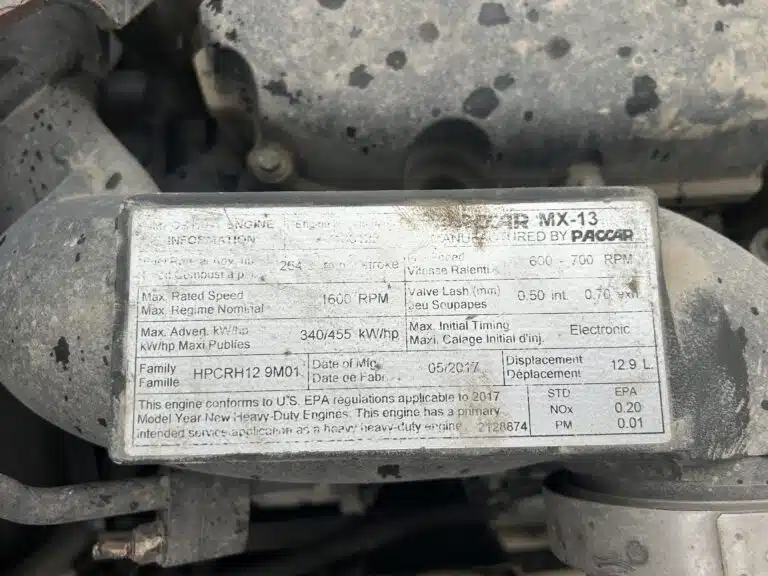 ENGINE
INFORMATION
MX-13
MANUFACTURED BY PACCAR
254
stroke
Vitesse Ralenti
600 - 700 RPM
Max. Rated Speed
Max. Regime Nominal
1600 RPM
Valve Lash (mm)
Jeu Soupapes
0.50 int. 0.70 exh
Max. Advert. kW/hp
kW/hp Maxi Publies
340/455 kW/hp
Max. Initial Timing
Maxi. Calage Initial d'inj.
Electronic
Family
Famille
HPCRH12.9M01
Date of Mfg.
Date de Fabr.
05/2017
Displacement
Déplacement
12.9 L.
This engine conforms to U.S. EPA regulations applicable to 2017
Model Year New Heavy-Duty Engines. This engine has a primary
intended service application as a heavy heavy-duty engine. 2128874
STD EPA
NOx 0.20
PM 0.01